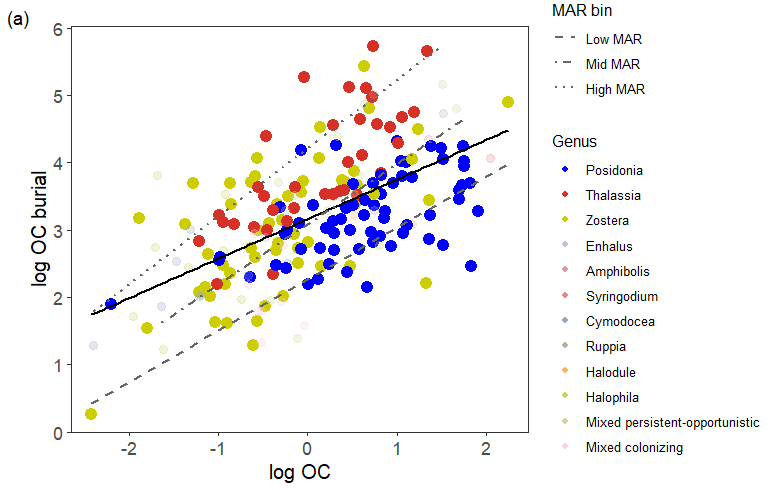 (a)
6
5
4
3
2
1
0
log OC burial
-2
-1
0
1
2
log OC
MAR bin
Low MAR
Mid MAR
High MAR
Genus
Posidonia
Thalassia
Zostera
Enhalus
Amphibolis
Syringodium
Cymodocea
Ruppia
Halodule
Halophila
Mixed persistent-opportunistic
Mixed colonizing